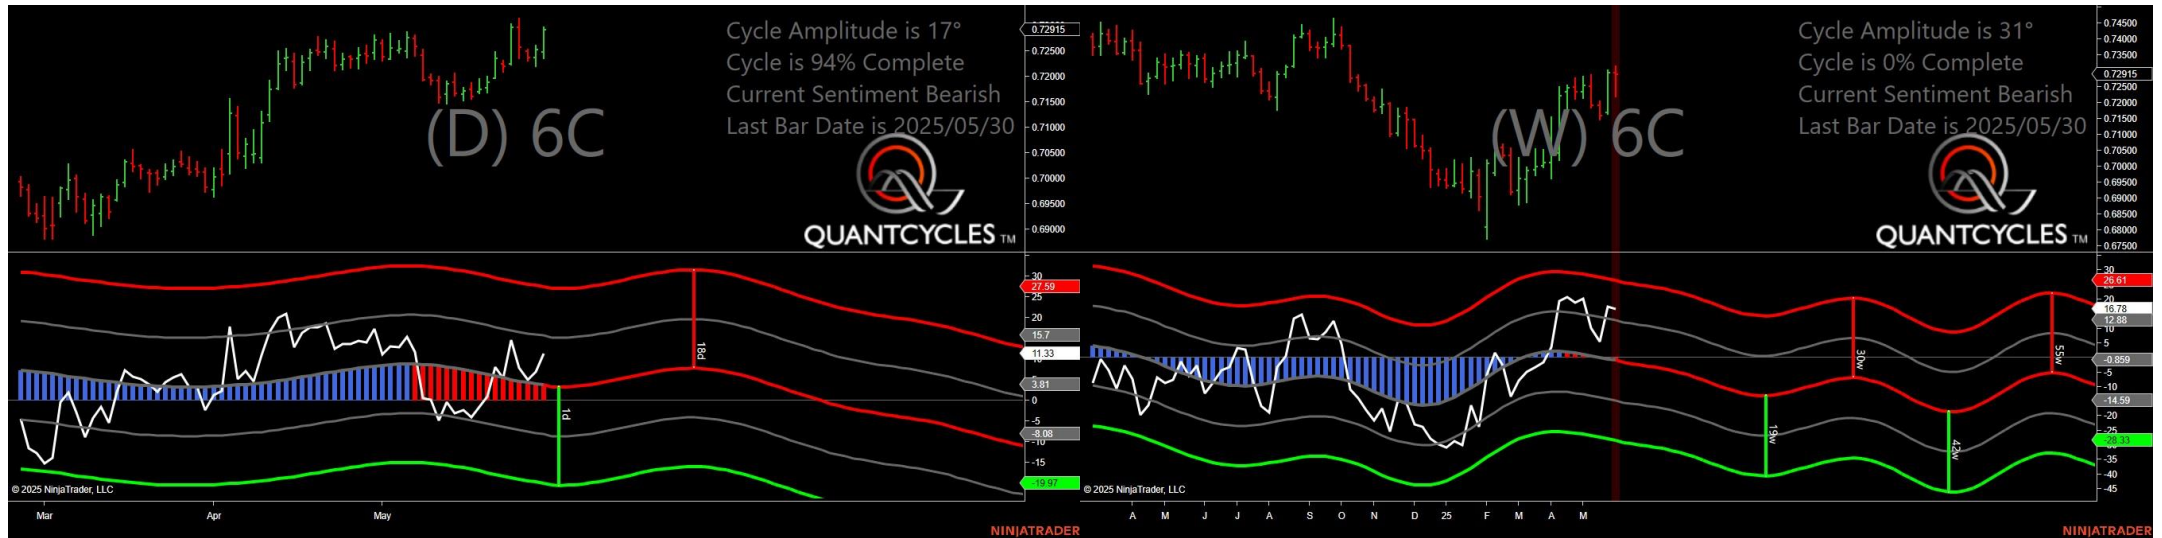 Cycle Amplitude is 17°
Cycle is 94% Complete
Current Sentiment Bearish
Last Bar Date is 2025/05/30
(D) 6C
QUANTCYCLES TM
0.72915
0.72500
0.72000
0.71500
0.71000
0.70500
0.70000
0.69500
0.69000
30
27.59
25
20
15.7
11.33
3.81
0
-5
-8.08
-10
-15
-19.97
18d
1d
© 2025 NinjaTrader, LLC
Mar Apr May
NINJATRADER
Cycle Amplitude is 31°
Cycle is 0% Complete
Current Sentiment Bearish
Last Bar Date is 2025/05/30
(W) 6C
QUANTCYCLES TM
0.74500
0.74000
0.73500
0.72915
0.72500
0.72000
0.71500
0.71000
0.70500
0.70000
0.69500
0.69000
0.68500
0.68000
0.67500
30
26.61
20
16.78
12.88
10
5
-0.859
-5
-10
-14.59
-20
-25
-28.33
-35
-40
-45
19w
30w
42w
55w
© 2025 NinjaTrader, LLC
A M J J A S O N D 25 F M A M
NINJATRADER